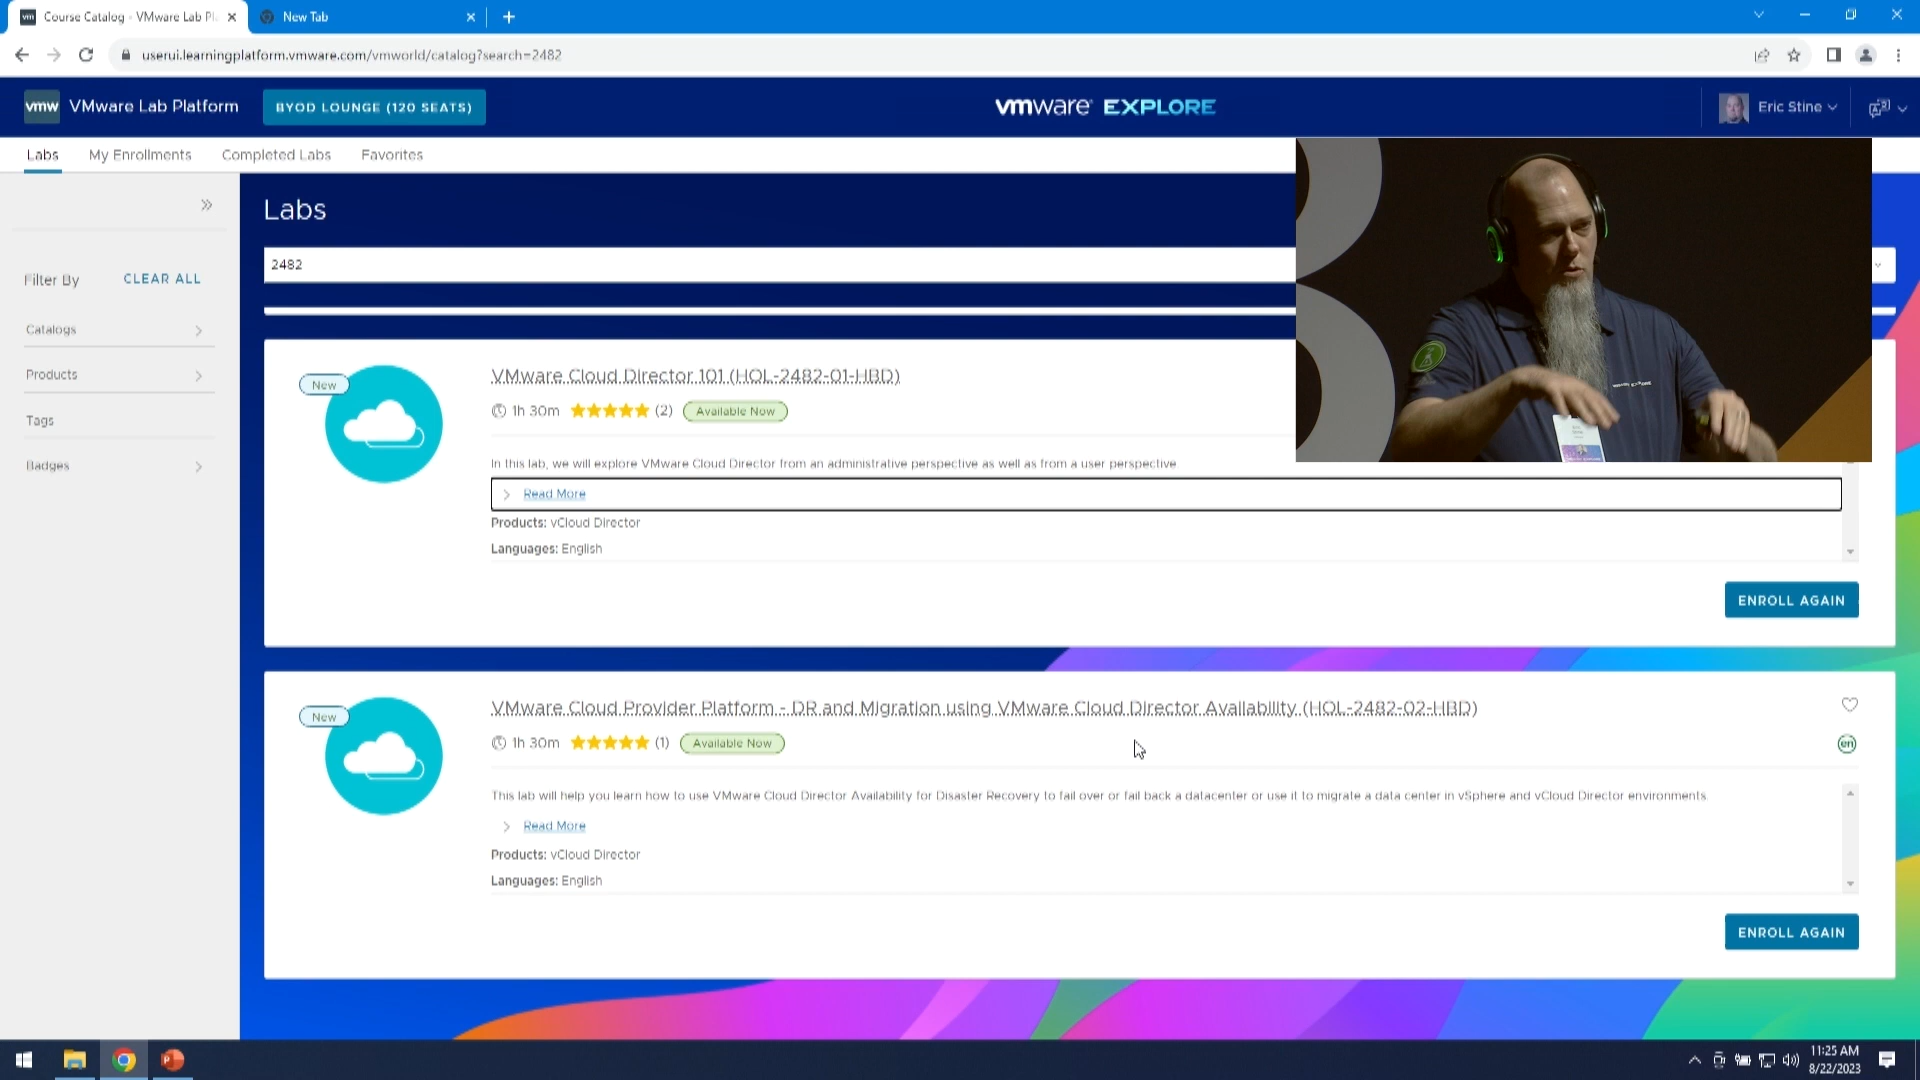 Course Catalog - VMware Lab Pl
New Tab
userui.learningplatform.vmware.com/vmworld/catalog?search=2482
vmw VMware Lab Platform
BYOD LOUNGE (120 SEATS)
vmware EXPLORE
Eric Stine
Labs
My Enrollments
Completed Labs
Favorites
Filter By
CLEAR ALL
Catalogs
Products
Tags
Badges
Labs
2482
New
VMware Cloud Director 101 (HOL-2482-01-HBD)
1h 30m
(2)
Available Now
In this lab, we will explore VMware Cloud Director from an administrative perspective as well as from a user perspective.
Read More
Products: vCloud Director
Languages: English
ENROLL AGAIN
New
VMware Cloud Provider Platform - DR and Migration using VMware Cloud Director Availability (HOL-2482-02-HBD)
1h 30m
(1)
Available Now
en
This lab will help you learn how to use VMware Cloud Director Availability for Disaster Recovery to fail over or fail back a datacenter or use it to migrate a data center in vSphere and vCloud Director environments.
Read More
Products: vCloud Director
Languages: English
ENROLL AGAIN
11:25 AM
8/22/2023